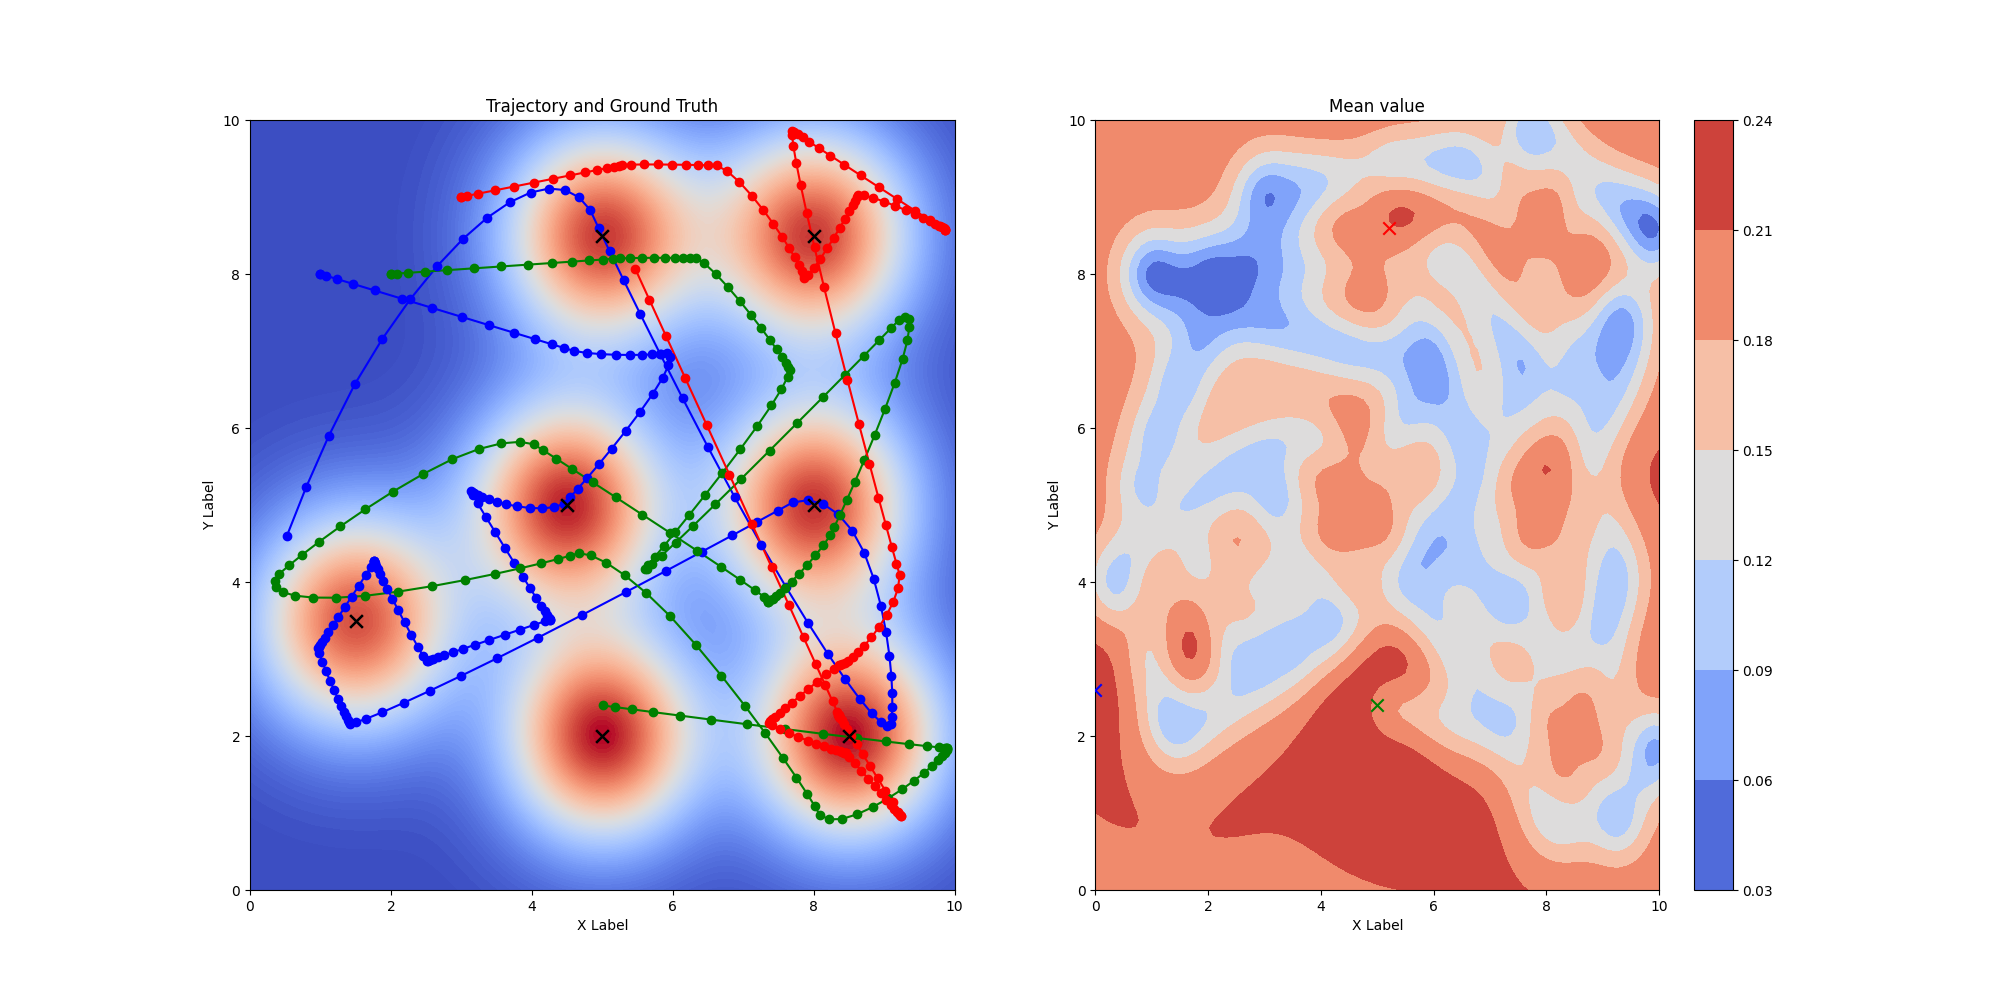 Trajectory and Ground Truth
Y Label
10
8
6
4
2
0
0 2 4 6 8 10
X Label
Mean value
Y Label
10
8
6
4
2
0
0 2 4 6 8 10
X Label
0.24
0.21
0.18
0.15
0.12
0.09
0.06
0.03